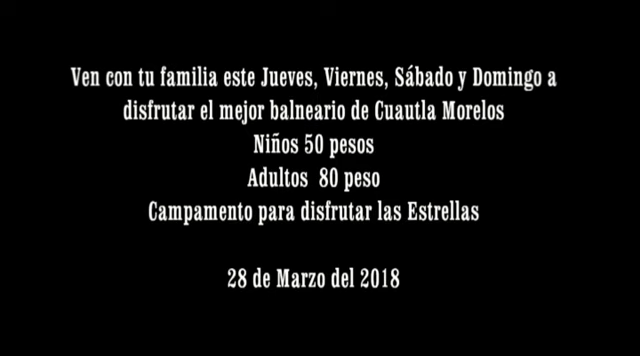 Ven con tu familia este Jueves, Viernes, Sábado y Domingo a
disfrutar el mejor balneario de Cuautla Morelos
Niños 50 pesos
Adultos 80 peso
Campamento para disfrutar las Estrellas
28 de Marzo del 2018